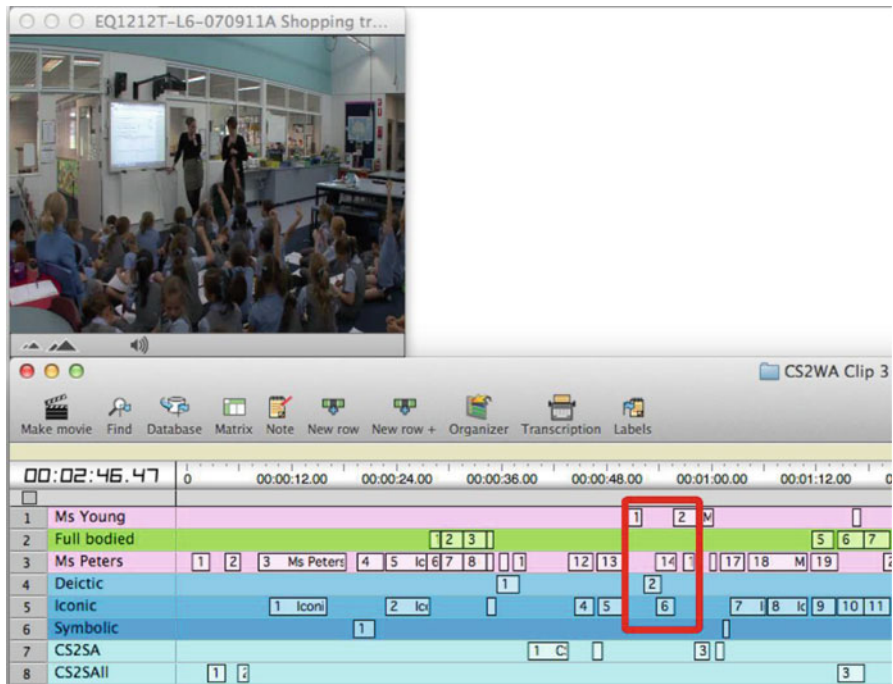 EQ1212T-L6-070911A Shopping tr...
CS2WA Clip 3
Make movie Find Database Matrix Note New row New row + Organizer Transcription Labels
00:02:46.47 0 00:00:12.00 00:00:24.00 00:00:36.00 00:00:48.00 00:01:00.00 00:01:12.00
1 Ms Young 1 2 M
2 Full bodied 1 2 3 5 6 7
3 Ms Peters 1 2 3 Ms Peters 4 5 Ic 6 7 8 1 12 13 14 1 17 18 M 19
4 Deictic 1 2
5 Iconic 1 Iconi 2 Ico 4 5 6 7 8 Ic 9 10 11
6 Symbolic 1
7 CS2SA 1 C 3
8 CS2SAll 1 2 3